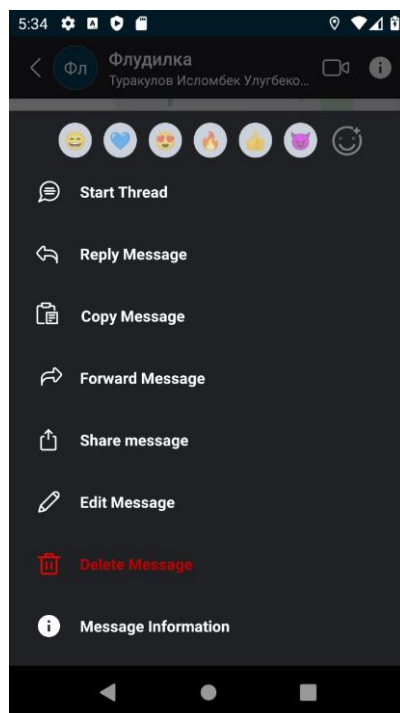 5:34
Фл
Флудилка
Туракулов Исломбек Улугбеко...
Start Thread
Reply Message
Copy Message
Forward Message
Share message
Edit Message
Delete Message
Message Information